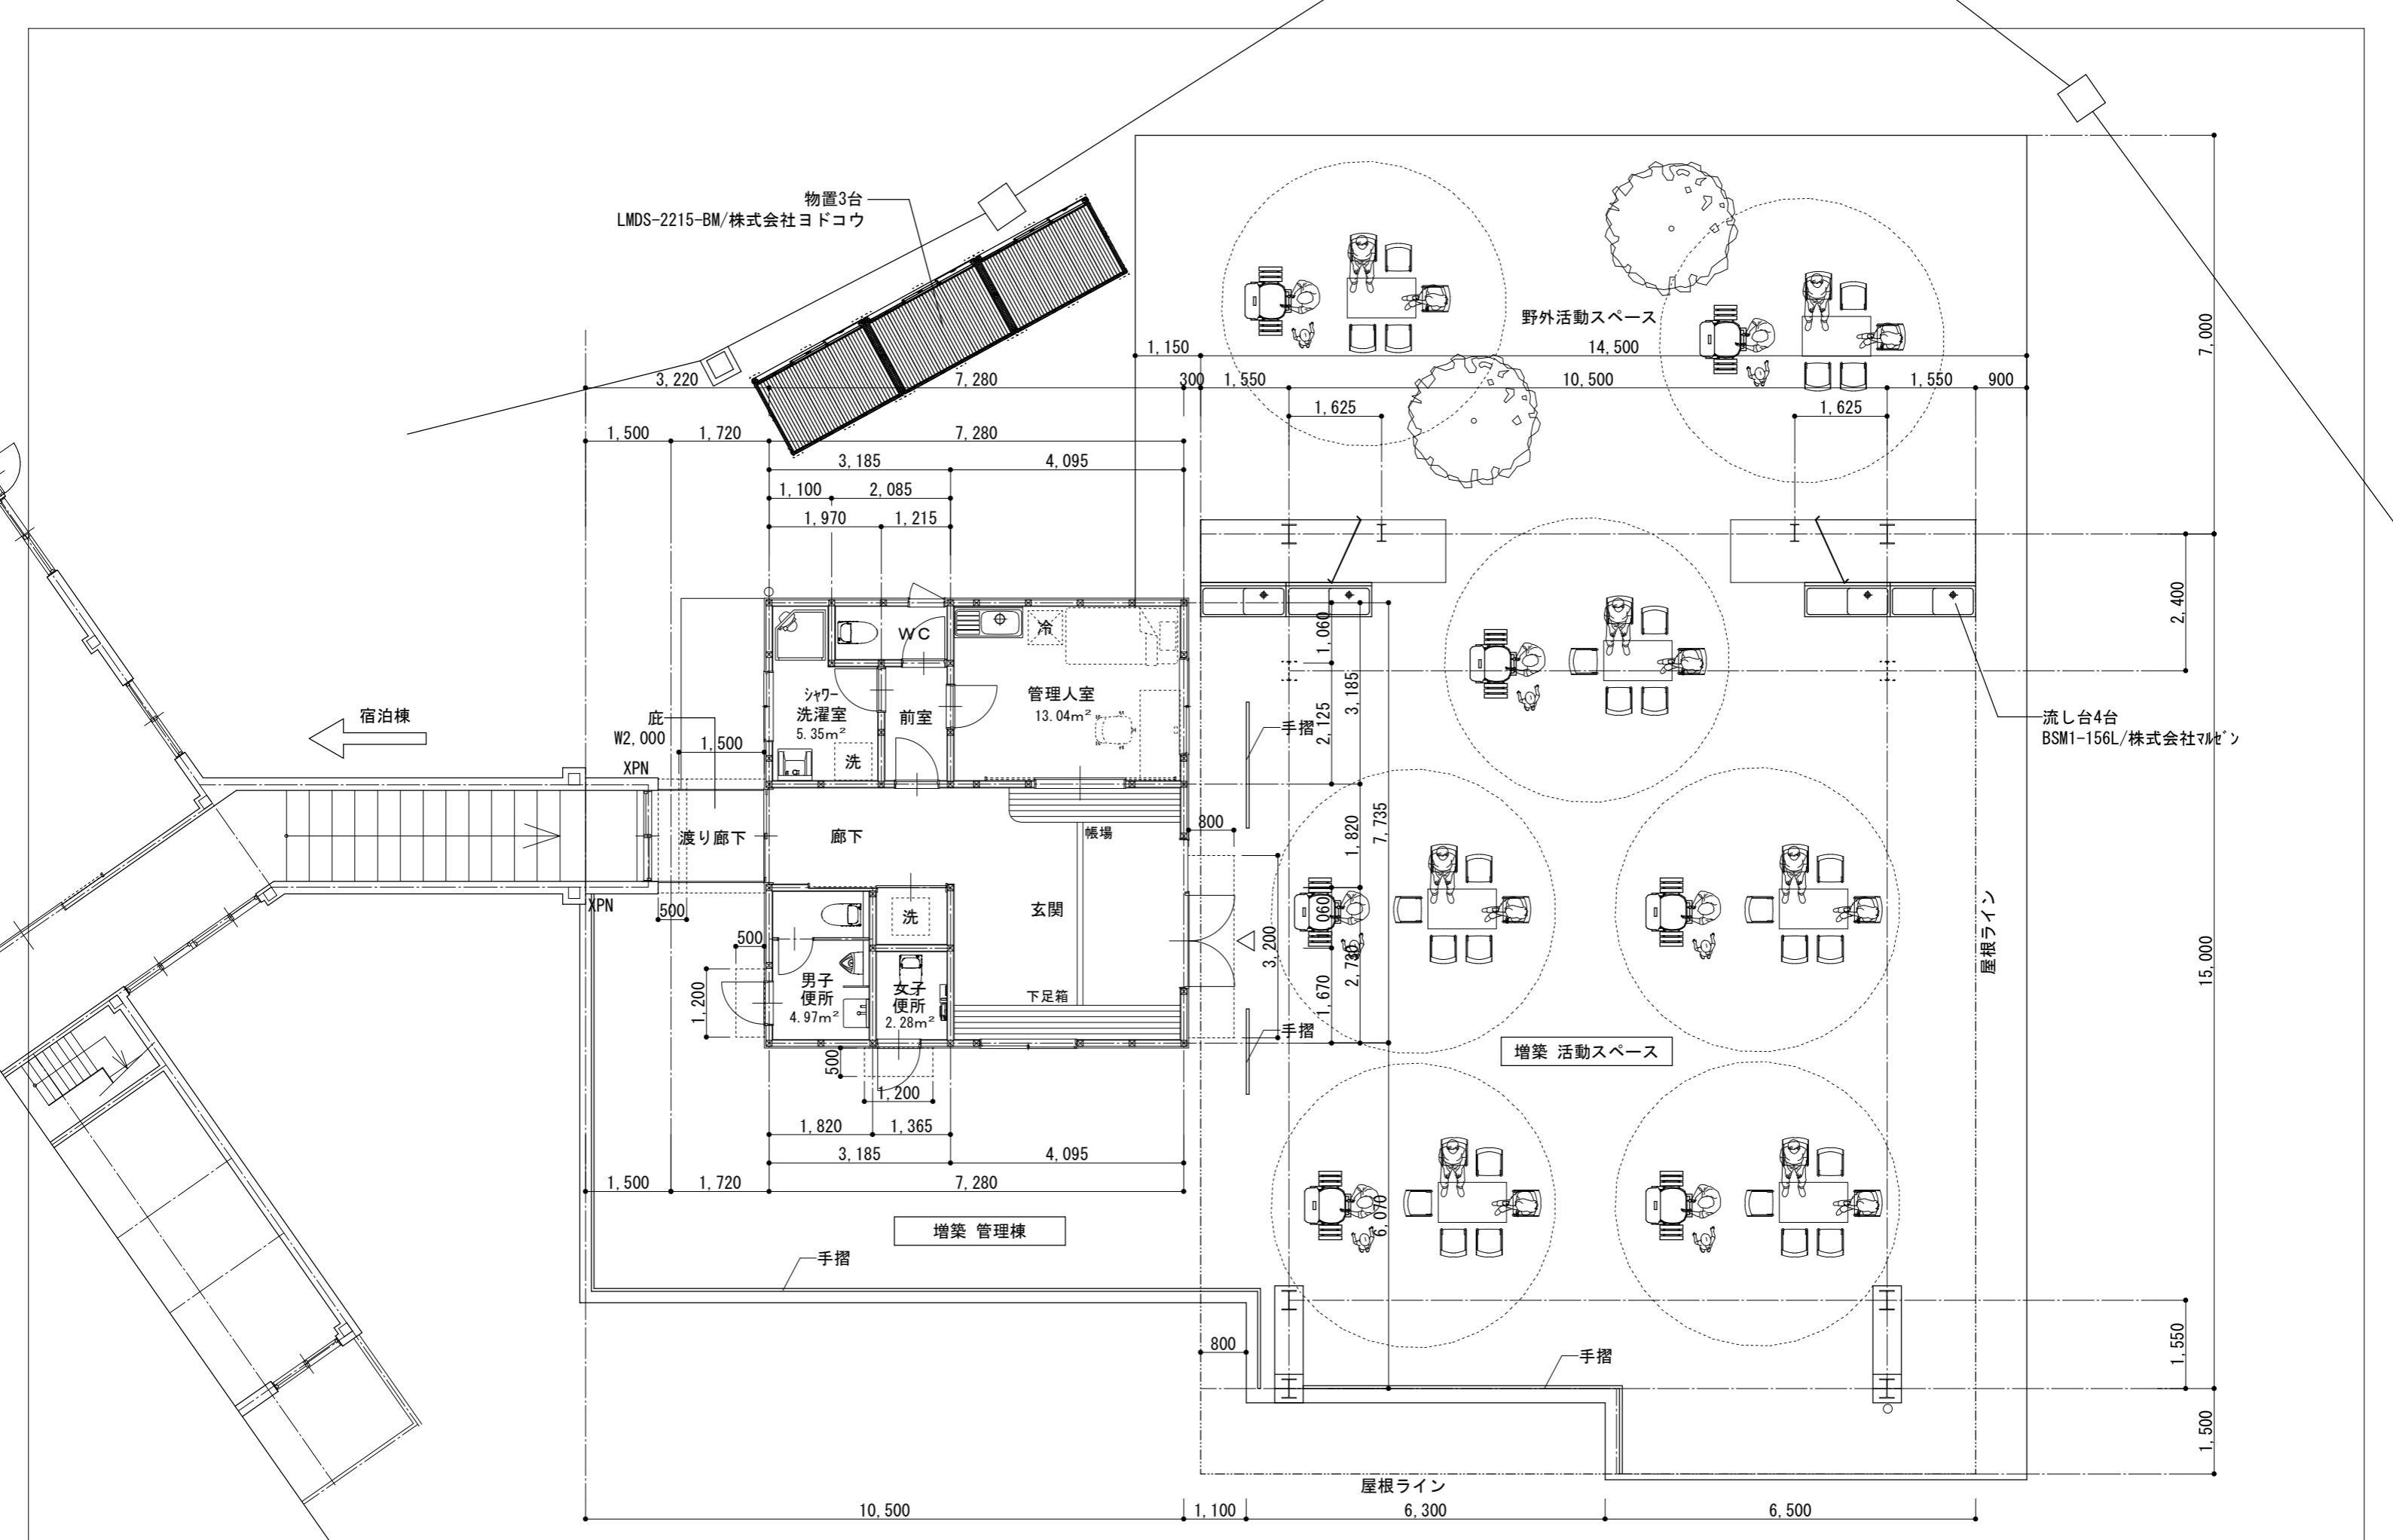 物置3台
LMDS-2215-BM/株式会社ヨドコウ
野外活動スペース
7,000
1,150
14,500
3,220
7,280
300
1,550
10,500
1,550
900
1,625
1,625
1,500
1,720
7,280
3,185
4,095
1,100
2,085
1,970
1,215
2,400
WC
冷
1,060
シャワー
洗濯室
5.35m²
前室
管理人室
13.04m²
洗
2,125
3,185
手摺
流し台4台
BSM1-156L/株式会社マルゼン
宿泊棟
庇
W2,000
1,500
XPN
渡り廊下
廊下
帳場
800
1,820
7,735
XPN
500
洗
玄関
1,060
3,200
屋根ライン
15,000
500
1,200
男子
便所
4.97m²
女子
便所
2.28m²
下足箱
1,670
2,730
手摺
増築 活動スペース
500
1,200
1,820
1,365
3,185
4,095
1,500
1,720
7,280
6,070
増築 管理棟
手摺
800
手摺
1,550
1,500
屋根ライン
10,500
1,100
6,300
6,500